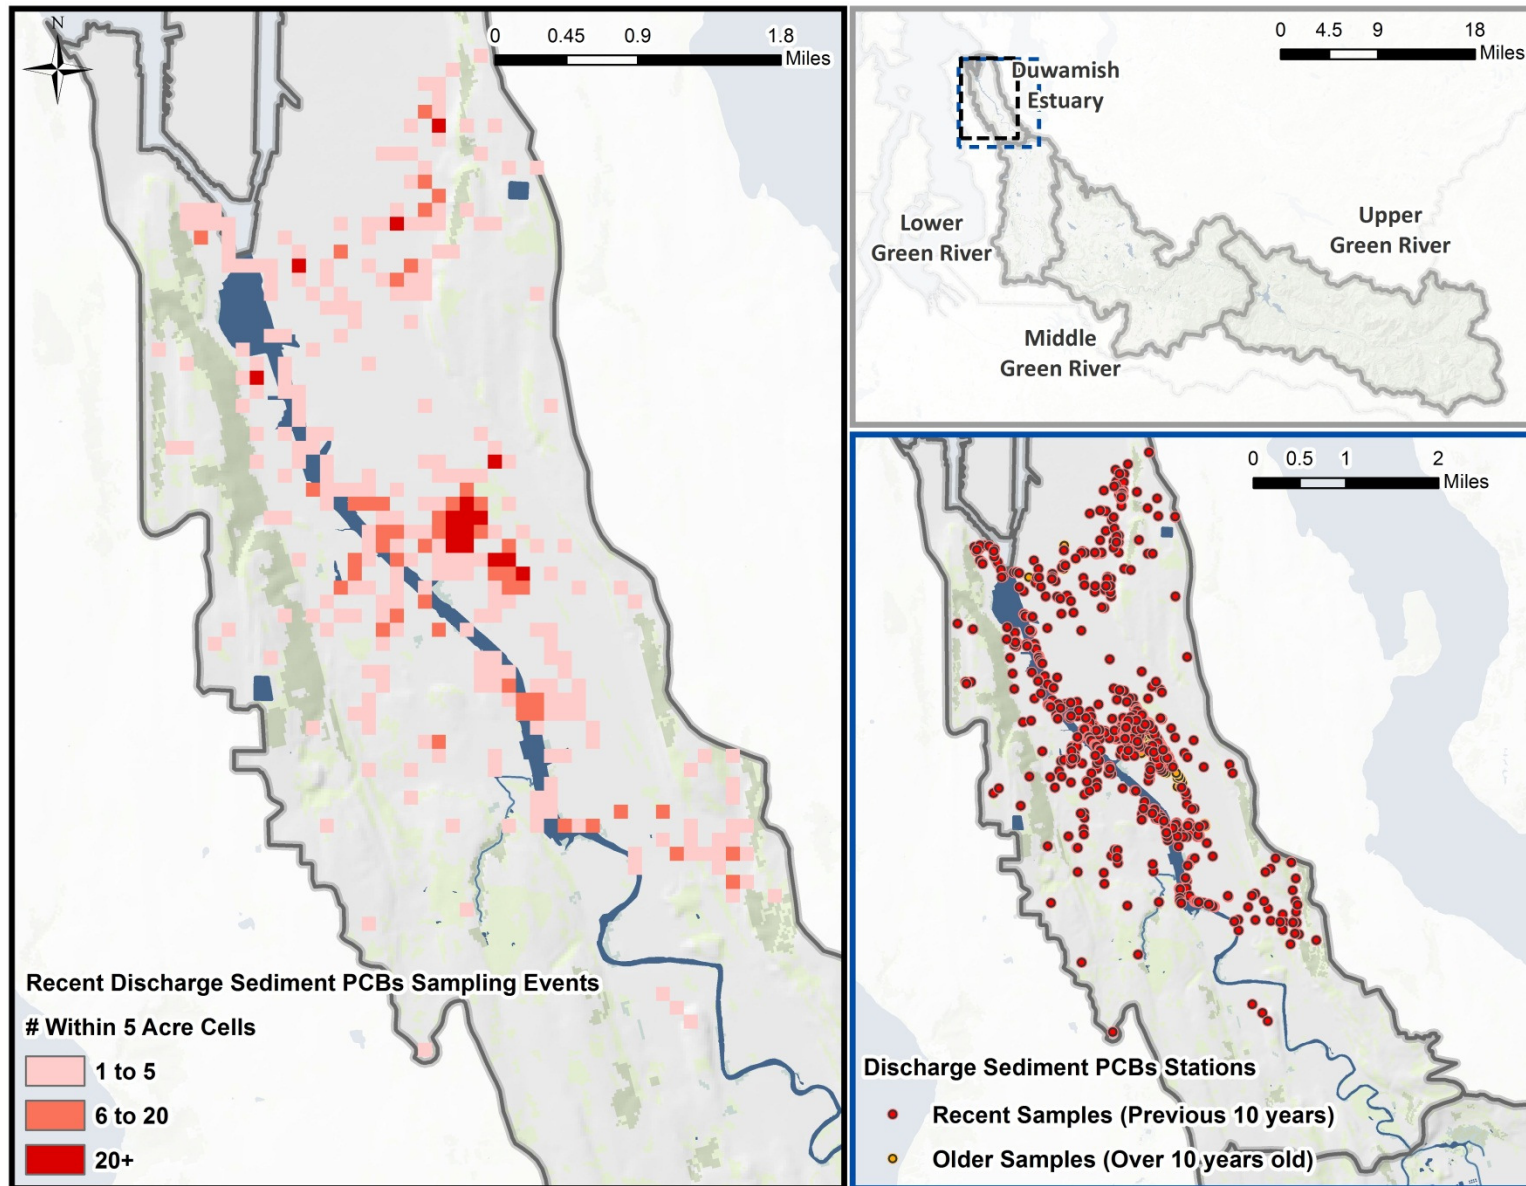 N
0 0.45 0.9 1.8
Miles
Recent Discharge Sediment PCBs Sampling Events
# Within 5 Acre Cells
1 to 5
6 to 20
20+
0 4.5 9 18
Miles
Duwamish
Estuary
Lower
Green River
Upper
Green River
Middle
Green River
0 0.5 1 2
Miles
Discharge Sediment PCBs Stations
Recent Samples (Previous 10 years)
Older Samples (Over 10 years old)